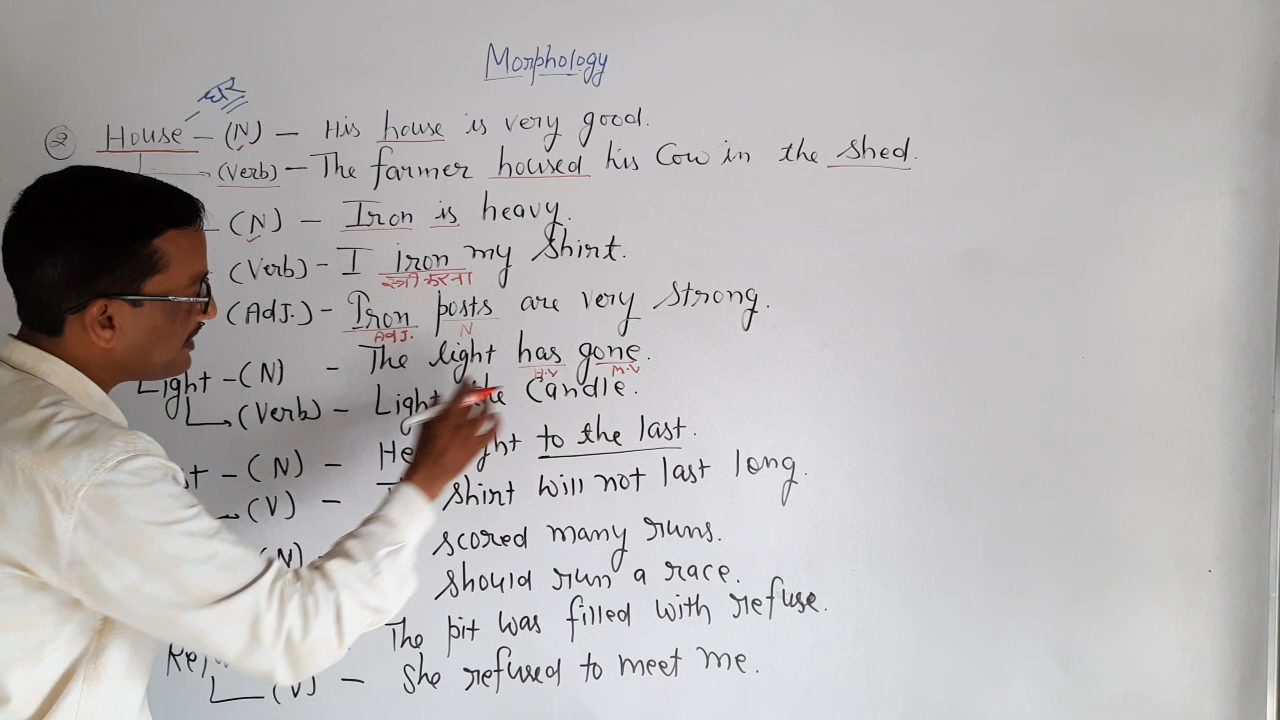 Morphology
घर
② House - (N) - His house is very good.
(Verb) - The farmer housed his Cow in the shed.
(N) - Iron is heavy.
(Verb) - I iron my shirt.
स्त्री करना
(Adj.) - Iron posts are very strong.
Adj. N
Light - (N) - The light has gone.
H.V M.V
(Verb) - Light the Candle.
(N) - to the last.
(V) - shirt will not last long.
(N) scored many runs.
should run a race.
The pit was filled with refuse.
(V) - She refused to meet me.